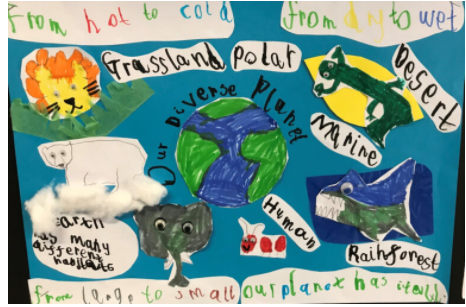 from hot to cold
from dry to wet
Grassland
Polar
Desert
Our Diverse Planet
Marine
Earth
has many
different
habitats
Human
Rainforest
from large to small
our planet has it all!